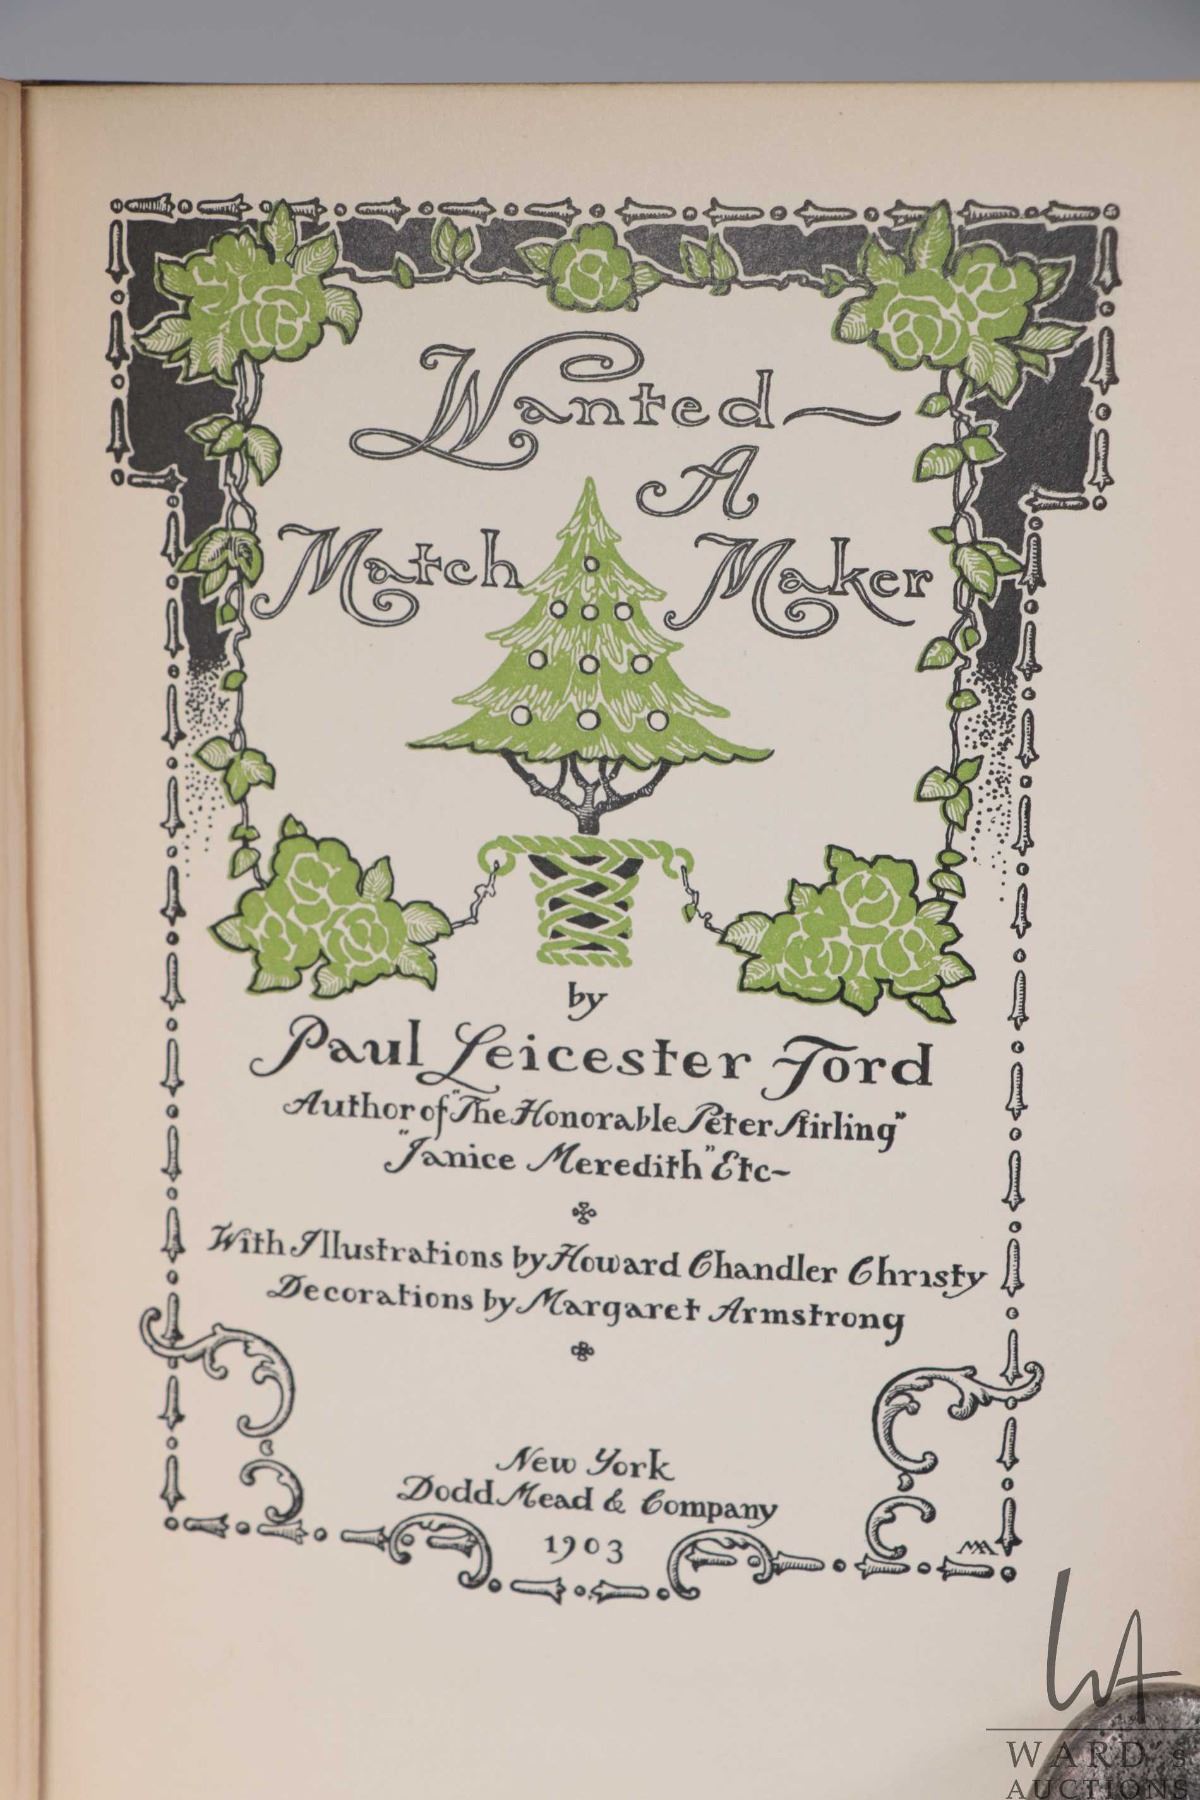 Wanted~
A
Match Maker
by
Paul Leicester Ford
Author of "The Honorable Peter Stirling"
"Janice Meredith" Etc~
With Illustrations by Howard Chandler Christy
Decorations by Margaret Armstrong
New York
Dodd Mead & Company
1903
MA
WA
WARD's
AUCTIONS